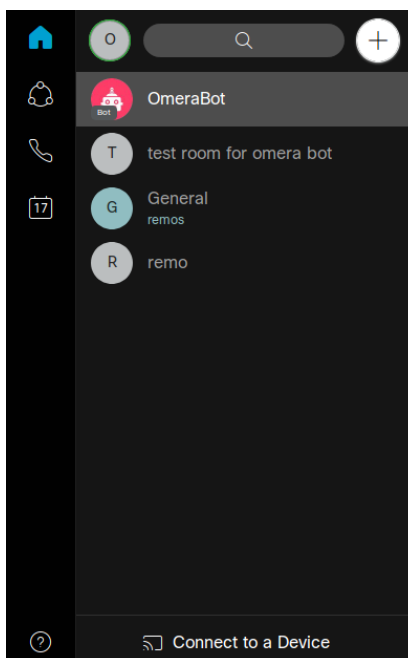 O
OmeraBot
Bot
T
test room for omera bot
G
General
remos
R
remo
17
?
Connect to a Device